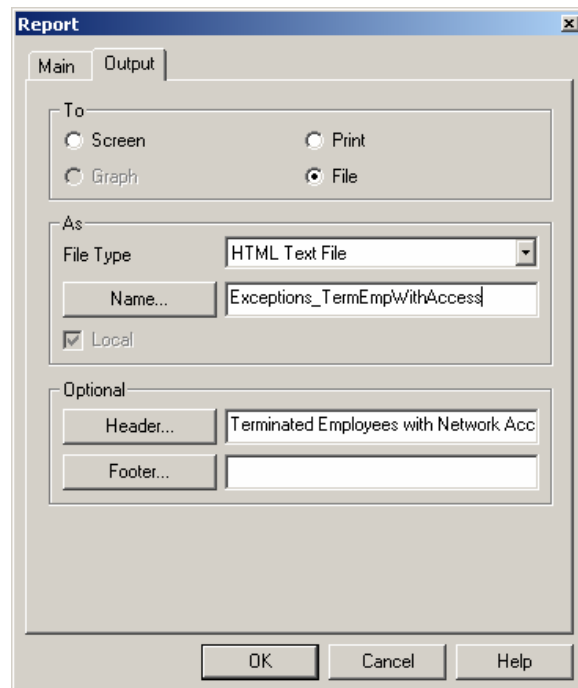 Report
Main Output
To
Screen Print
Graph File
As
File Type HTML Text File
Name... Exceptions_TermEmpWithAccess
Local
Optional
Header... Terminated Employees with Network Acc
Footer...
OK Cancel Help